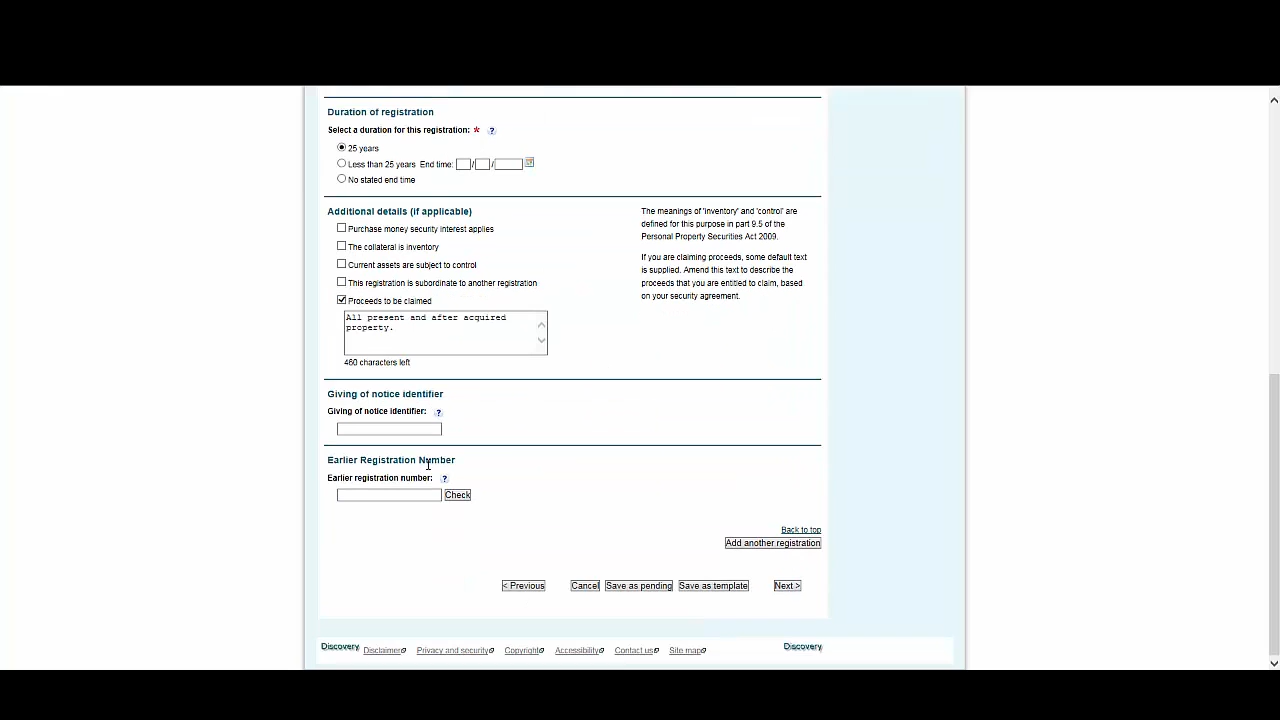 Duration of registration
Select a duration for this registration: * ?
25 years
Less than 25 years End time: / /
No stated end time
Additional details (if applicable)
Purchase money security interest applies
The collateral is inventory
Current assets are subject to control
This registration is subordinate to another registration
Proceeds to be claimed
All present and after acquired
property.
460 characters left
The meanings of 'inventory' and 'control' are
defined for this purpose in part 9.5 of the
Personal Property Securities Act 2009.
If you are claiming proceeds, some default text
is supplied. Amend this text to describe the
proceeds that you are entitled to claim, based
on your security agreement.
Giving of notice identifier
Giving of notice identifier: ?
Earlier Registration Number
Earlier registration number: ?
Check
Back to top
Add another registration
< Previous Cancel Save as pending Save as template Next >
Discovery Disclaimer Privacy and security Copyright Accessibility Contact us Site map Discovery